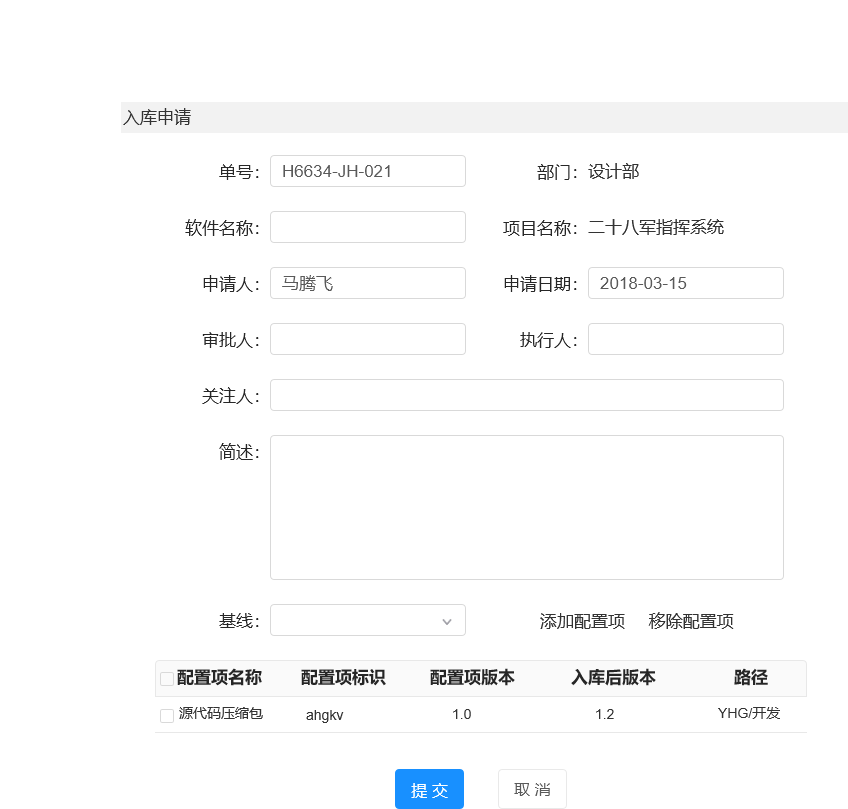 入库申请
单号： H6634-JH-021 部门： 设计部
软件名称： 项目名称： 二十八军指挥系统
申请人： 马腾飞 申请日期： 2018-03-15
审批人： 执行人：
关注人：
简述：
基线： 添加配置项 移除配置项
配置项名称 配置项标识 配置项版本 入库后版本 路径
源代码压缩包 ahgkv 1.0 1.2 YHG/开发
提 交 取 消